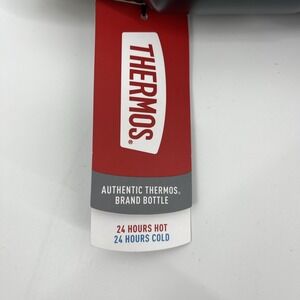 THERMOS®
AUTHENTIC THERMOS®
BRAND BOTTLE
24 HOURS HOT
24 HOURS COLD